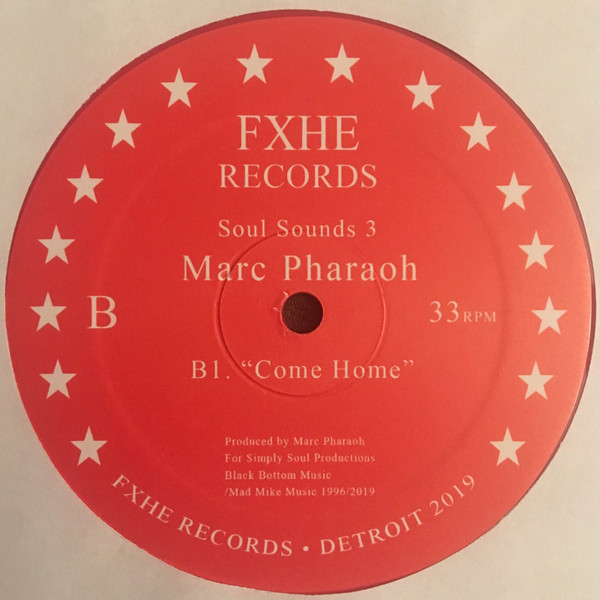 FXHE
RECORDS
Soul Sounds 3
Marc Pharaoh
B
33RPM
B1. “Come Home”
Produced by Marc Pharaoh
For Simply Soul Productions
Black Bottom Music
/Mad Mike Music 1996/2019
FXHE RECORDS • DETROIT 2019